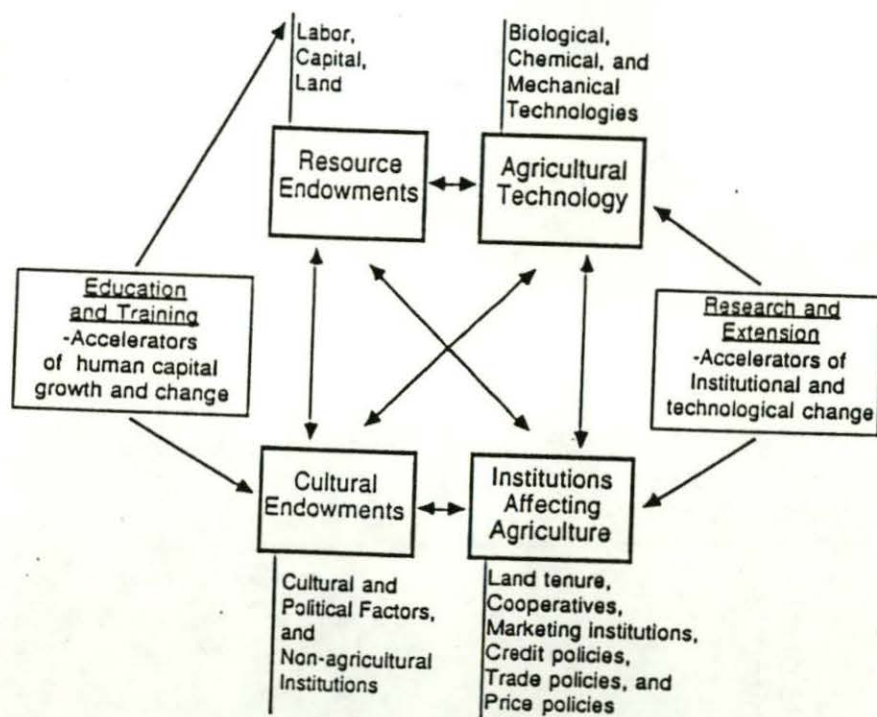 Labor,
Capital,
Land
Biological,
Chemical, and
Mechanical
Technologies
Resource
Endowments
Agricultural
Technology
Education
and Training
-Accelerators
of human capital
growth and change
Research and
Extension
-Accelerators of
Institutional and
technological change
Cultural
Endowments
Institutions
Affecting
Agriculture
Cultural and
Political Factors,
and
Non-agricultural
Institutions
Land tenure,
Cooperatives,
Marketing institutions,
Credit policies,
Trade policies, and
Price policies